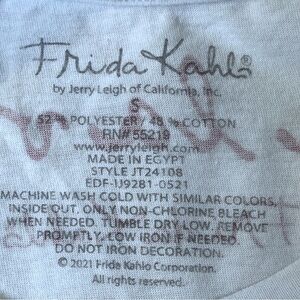 Frida Kahlo®
by Jerry Leigh of California, Inc.
S
52% POLYESTER / 48% COTTON
RN# 55219
www.jerryleigh.com
MADE IN EGYPT
STYLE JT24108
EDF-IJ9281-0521
MACHINE WASH COLD WITH SIMILAR COLORS,
INSIDE OUT. ONLY NON-CHLORINE BLEACH
WHEN NEEDED. TUMBLE DRY LOW. REMOVE
PROMPTLY, LOW IRON IF NEEDED.
DO NOT IRON DECORATION.
© 2021 Frida Kahlo Corporation.
All rights reserved.